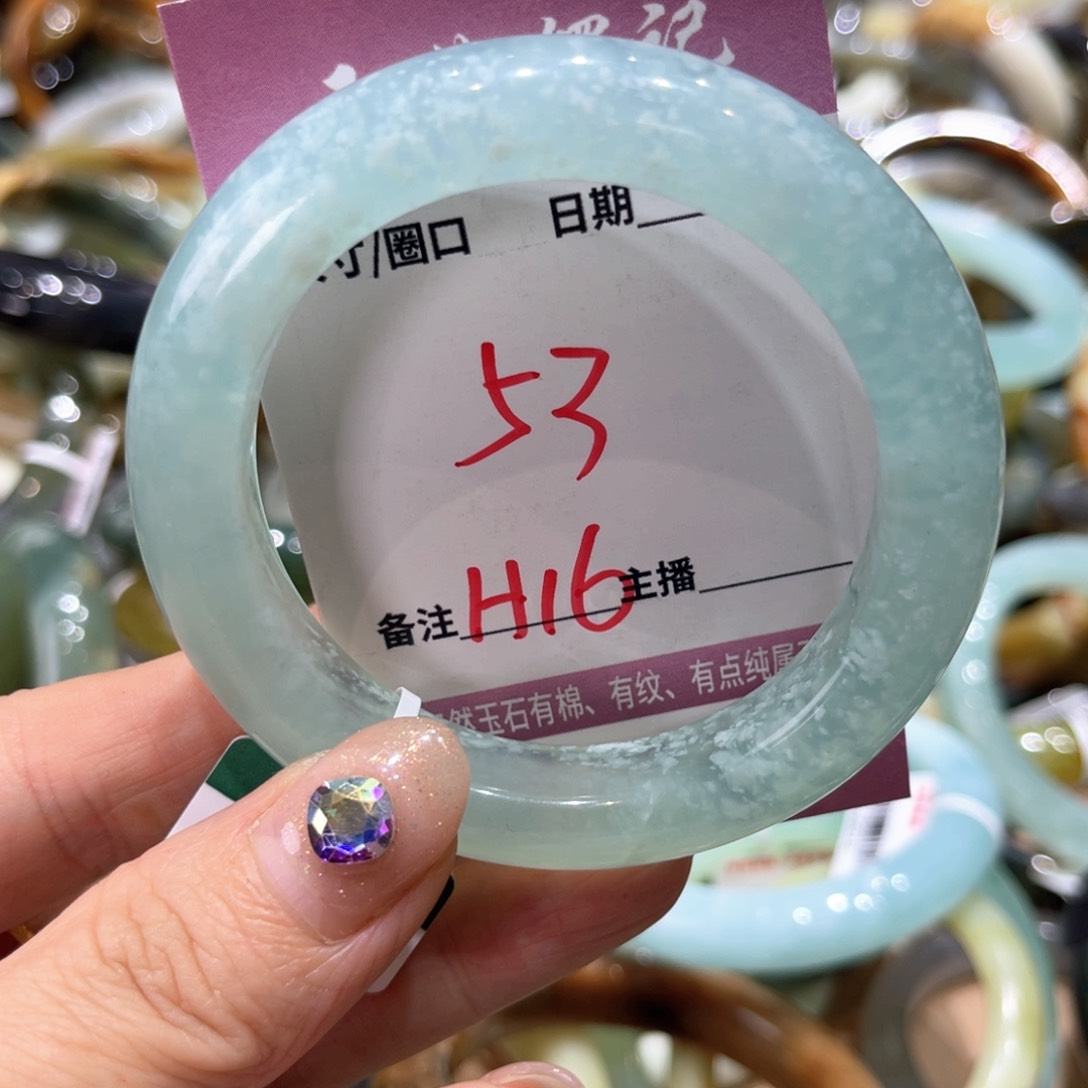 寸/圈口 日期
53
H16
备注 主播
然玉石有棉、有纹、有点纯属